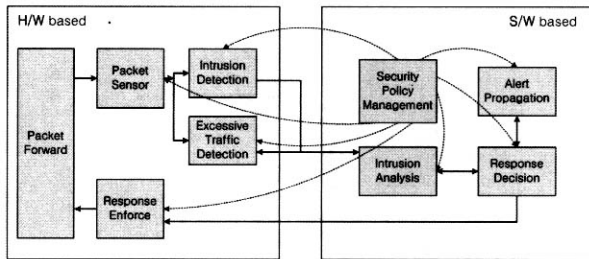 H/W based
S/W based
Packet
Forward
Packet
Sensor
Intrusion
Detection
Excessive
Traffic
Detection
Response
Enforce
Security
Policy
Management
Alert
Propagation
Intrusion
Analysis
Response
Decision